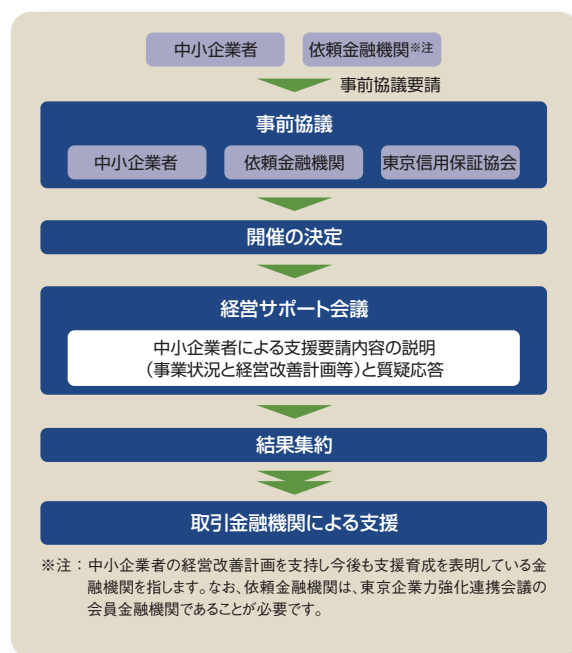 中小企業者
依頼金融機関※注
事前協議要請
事前協議
中小企業者
依頼金融機関
東京信用保証協会
開催の決定
経営サポート会議
中小企業者による支援要請内容の説明
（事業状況と経営改善計画等）と質疑応答
結果集約
取引金融機関による支援
※注：中小企業者の経営改善計画を支持し今後も支援育成を表明している金
融機関を指します。なお、依頼金融機関は、東京企業力強化連携会議の
会員金融機関であることが必要です。